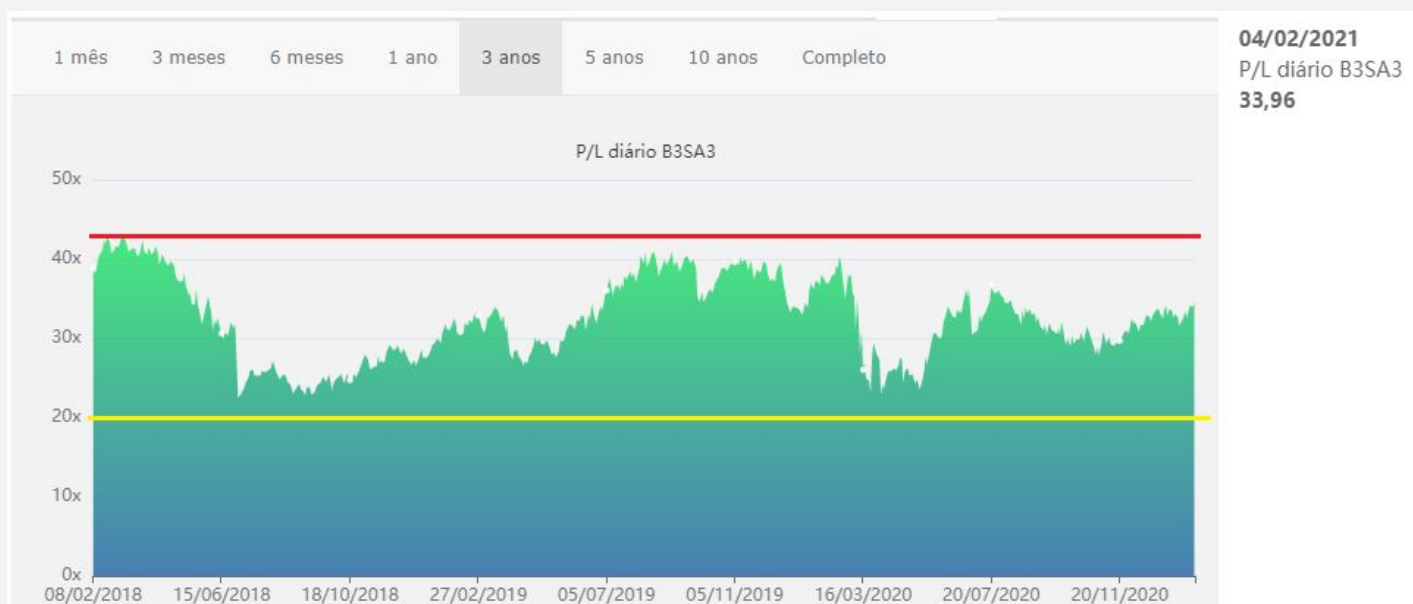 1 mês 3 meses 6 meses 1 ano 3 anos 5 anos 10 anos Completo
04/02/2021
P/L diário B3SA3
33,96
P/L diário B3SA3
50x
40x
30x
20x
10x
0x
08/02/2018 15/06/2018 18/10/2018 27/02/2019 05/07/2019 05/11/2019 16/03/2020 20/07/2020 20/11/2020